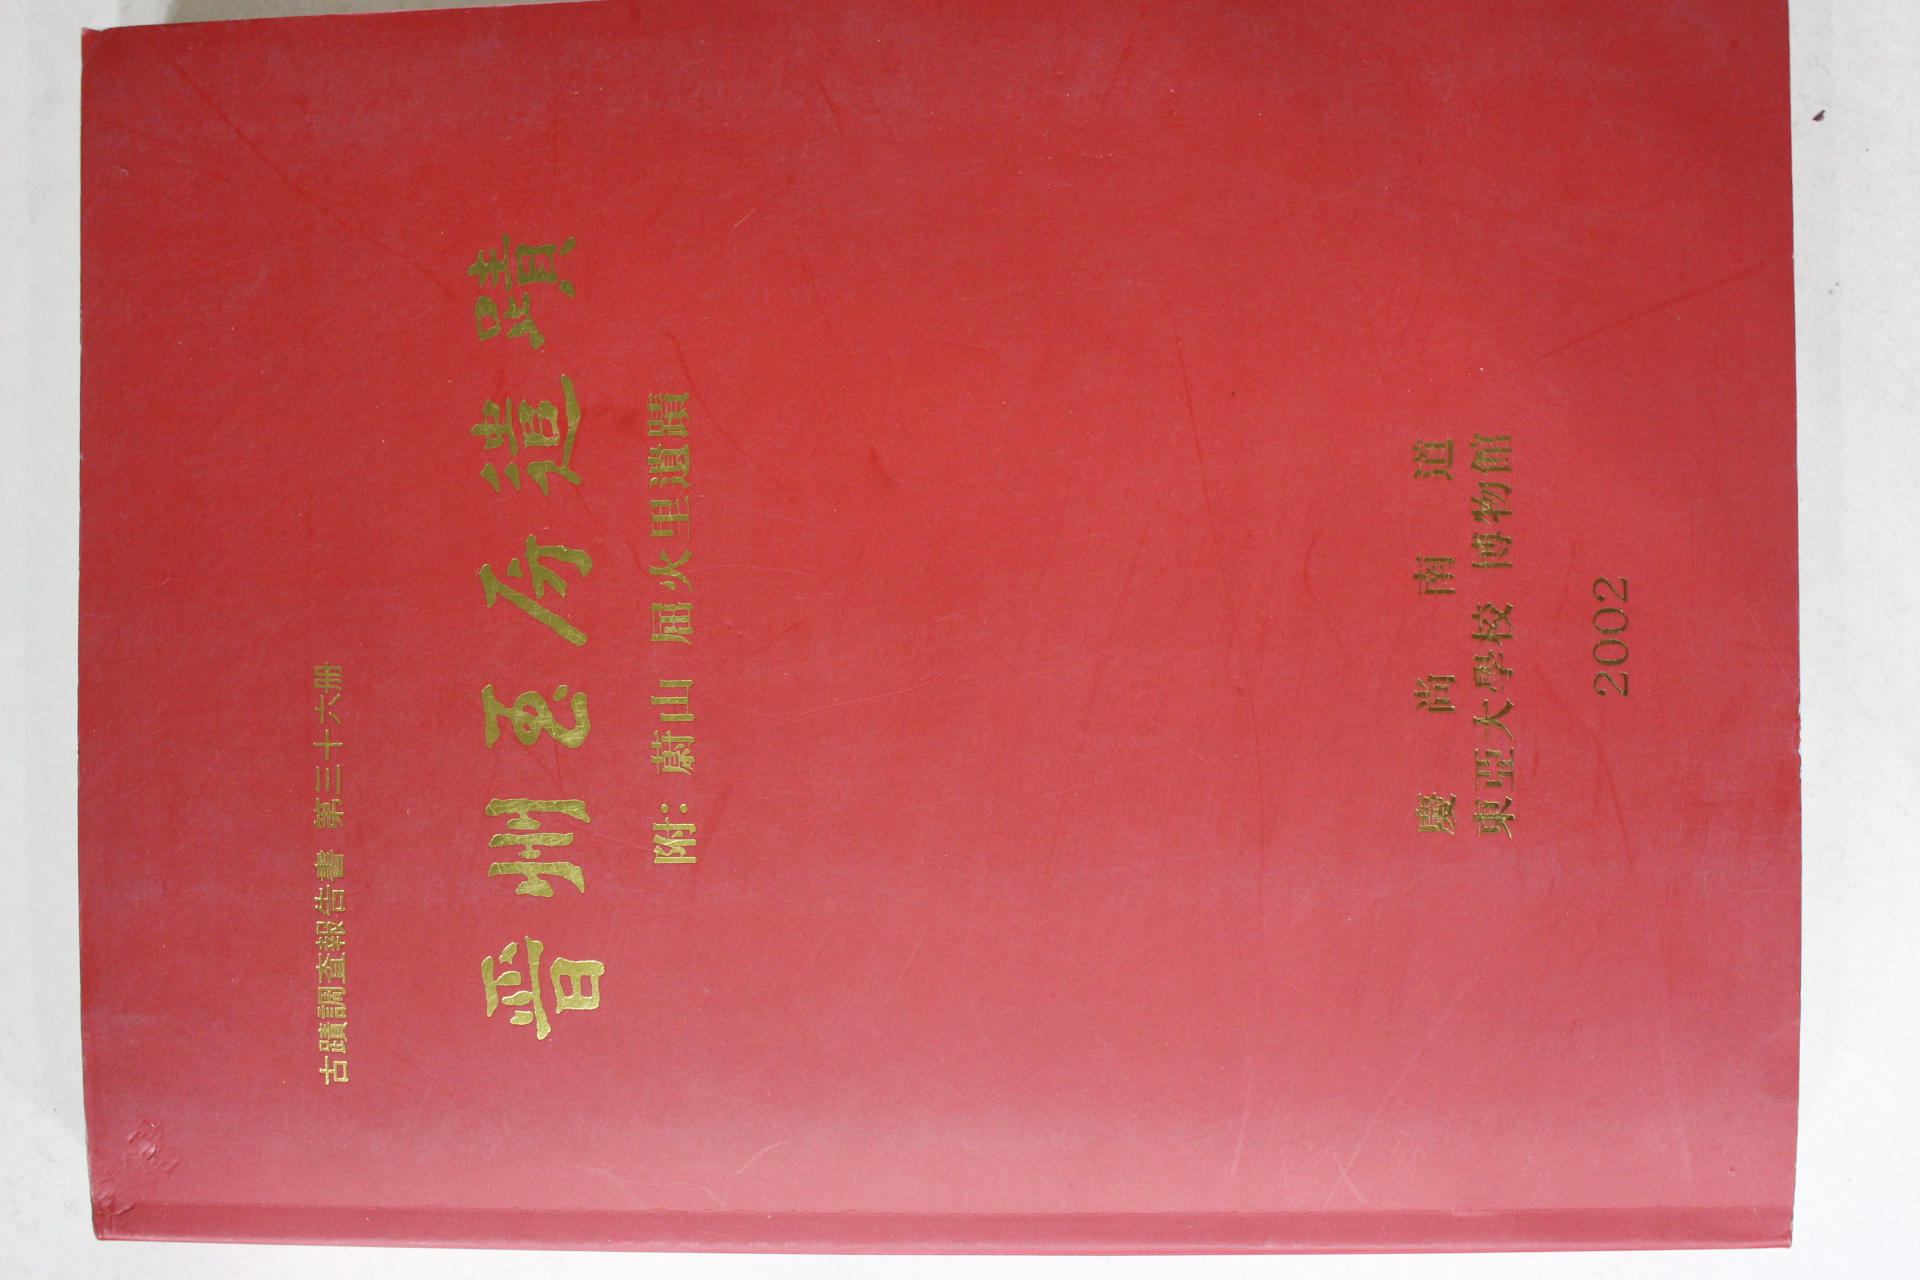 古蹟調査報告書 第三十六册
晋州玉房遺蹟
附: 蔚山 屈火里遺蹟
慶尙南道
東亞大學校 博物館
2002